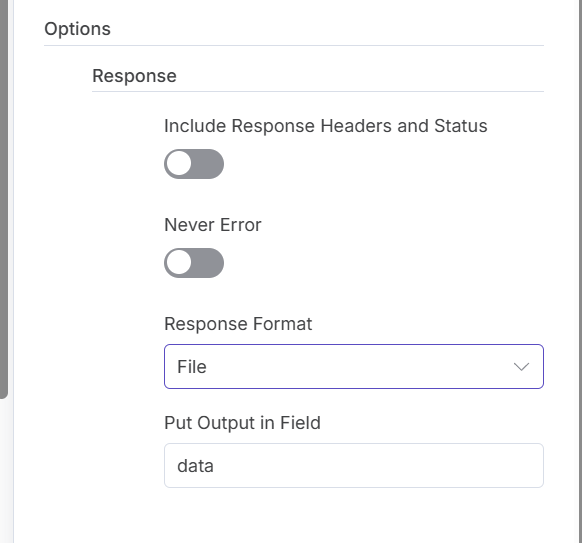 Options
Response
Include Response Headers and Status
Never Error
Response Format
File
Put Output in Field
data